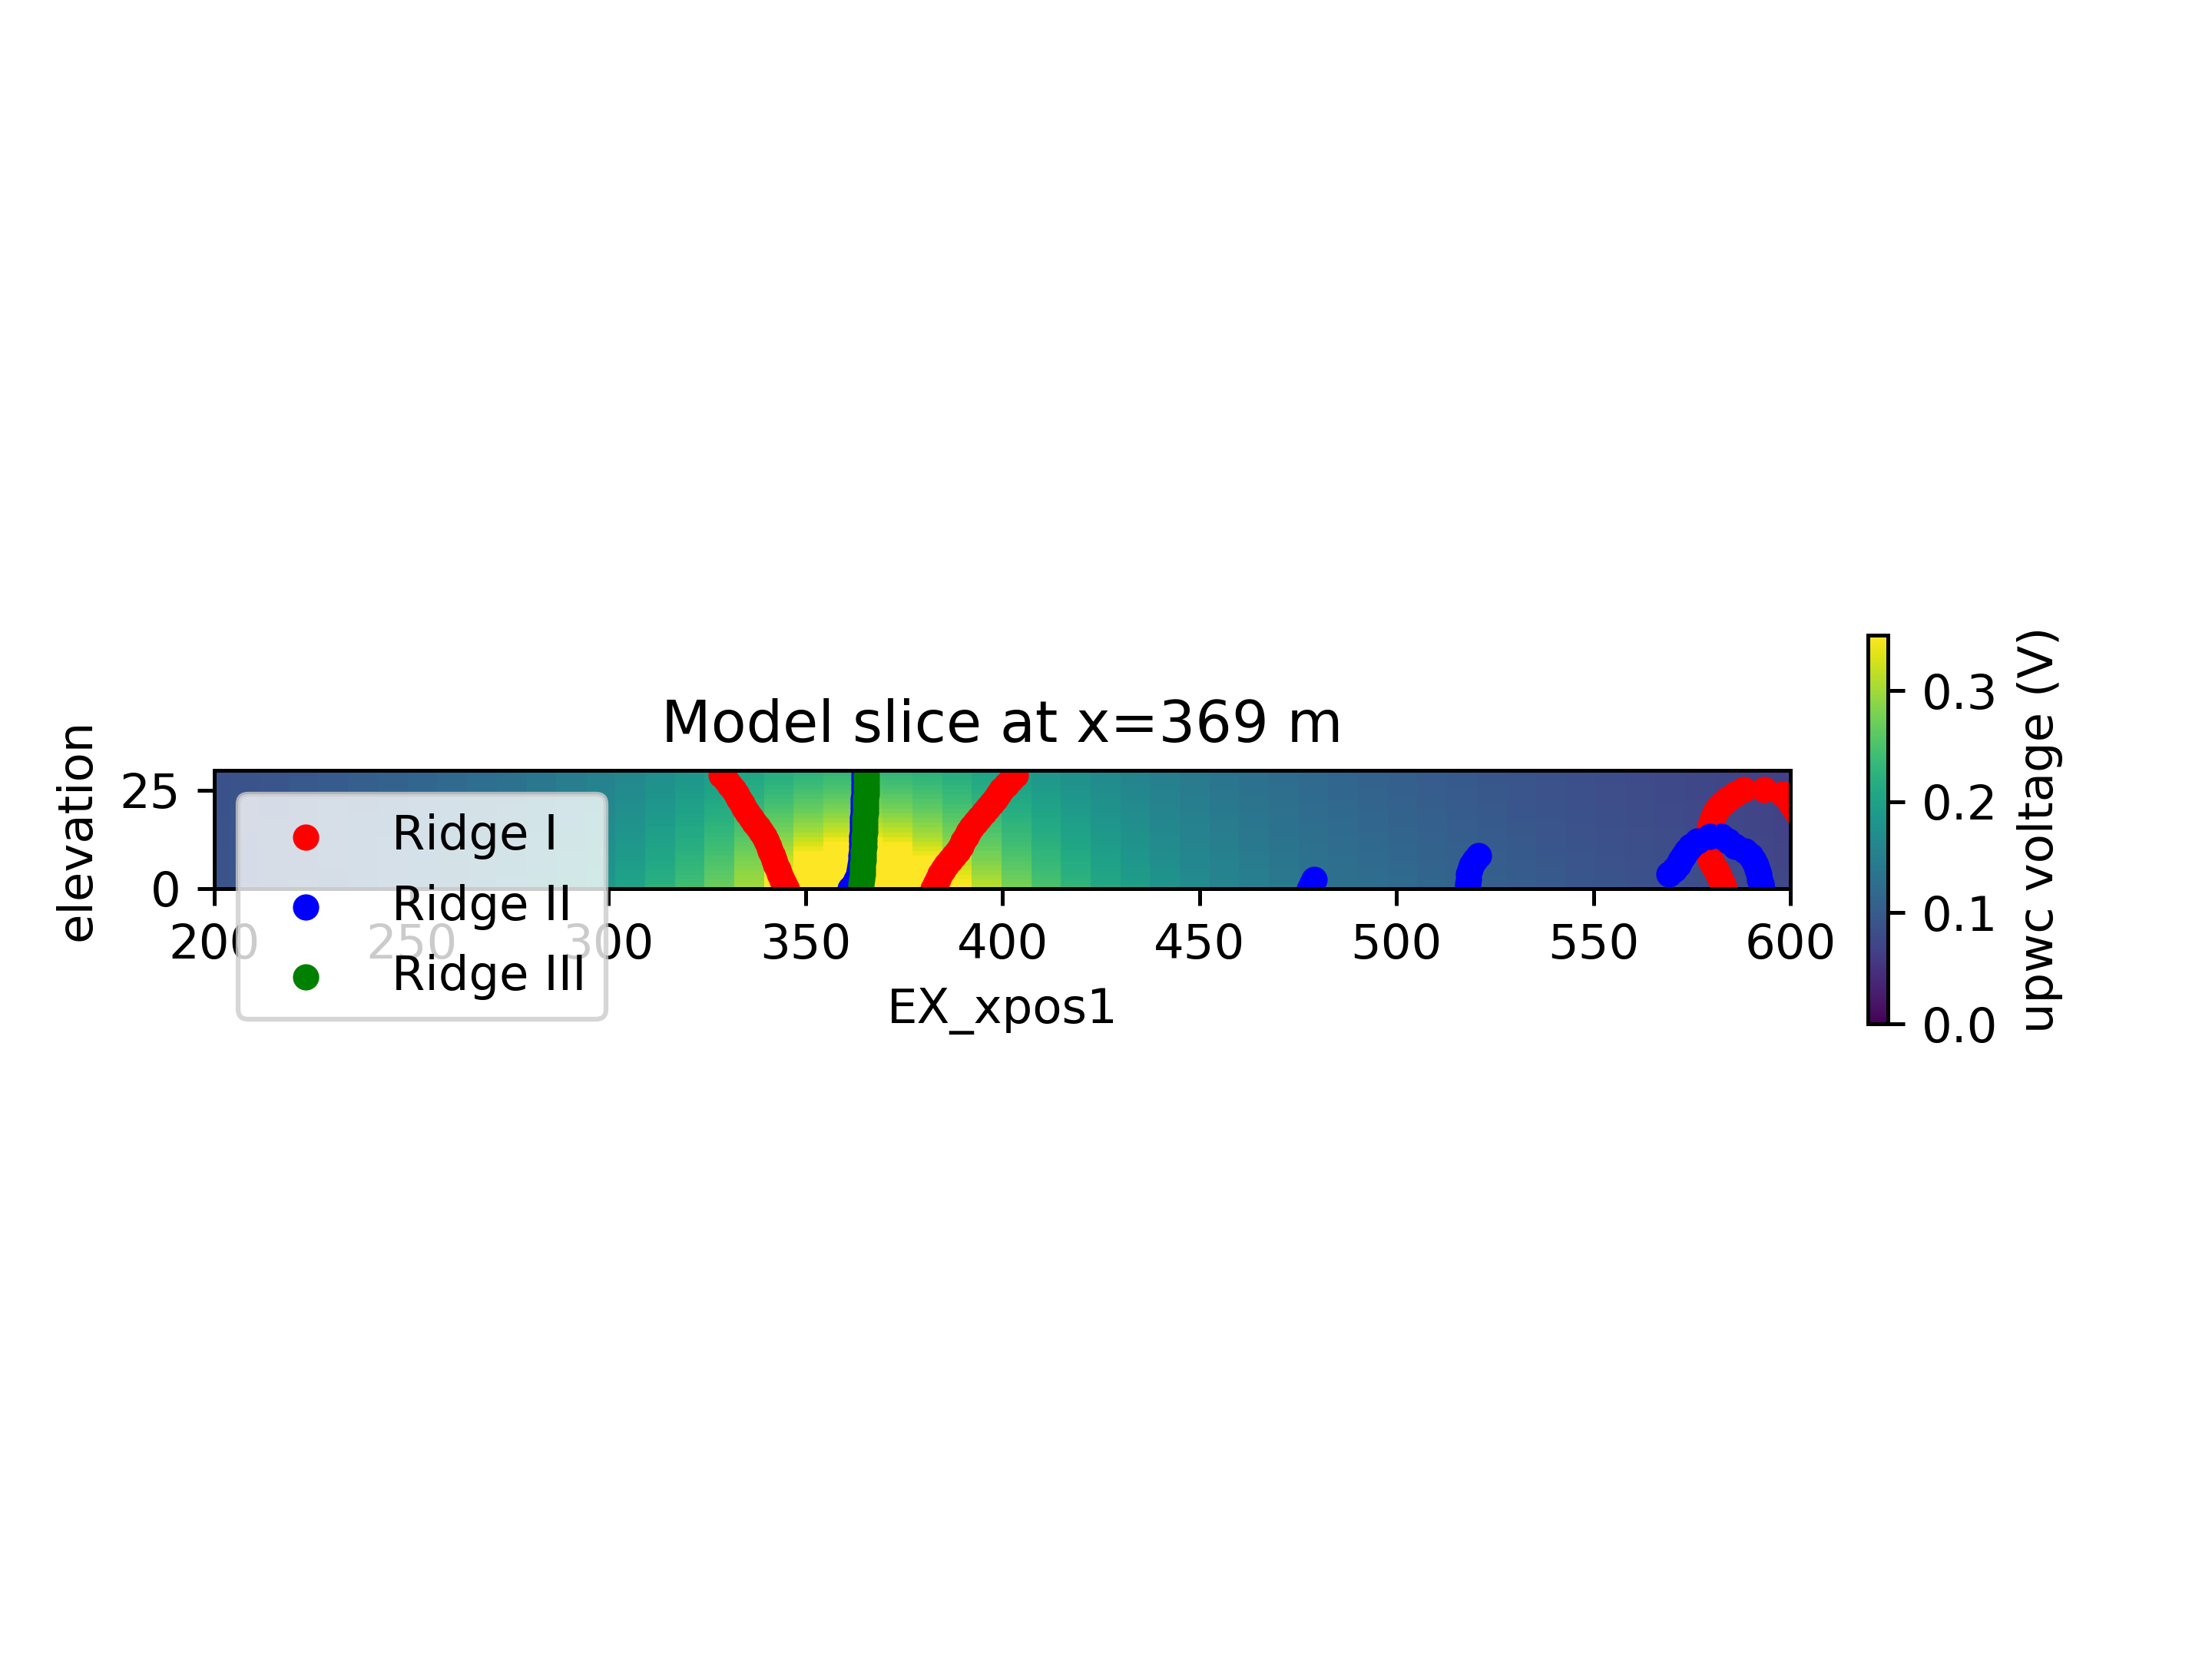 Model slice at x=369 m
elevation
25
0
Ridge I
Ridge II
Ridge III
200 250 300 350 400 450 500 550 600
EX_xpos1
0.3
0.2
0.1
0.0
upwc voltage (V)